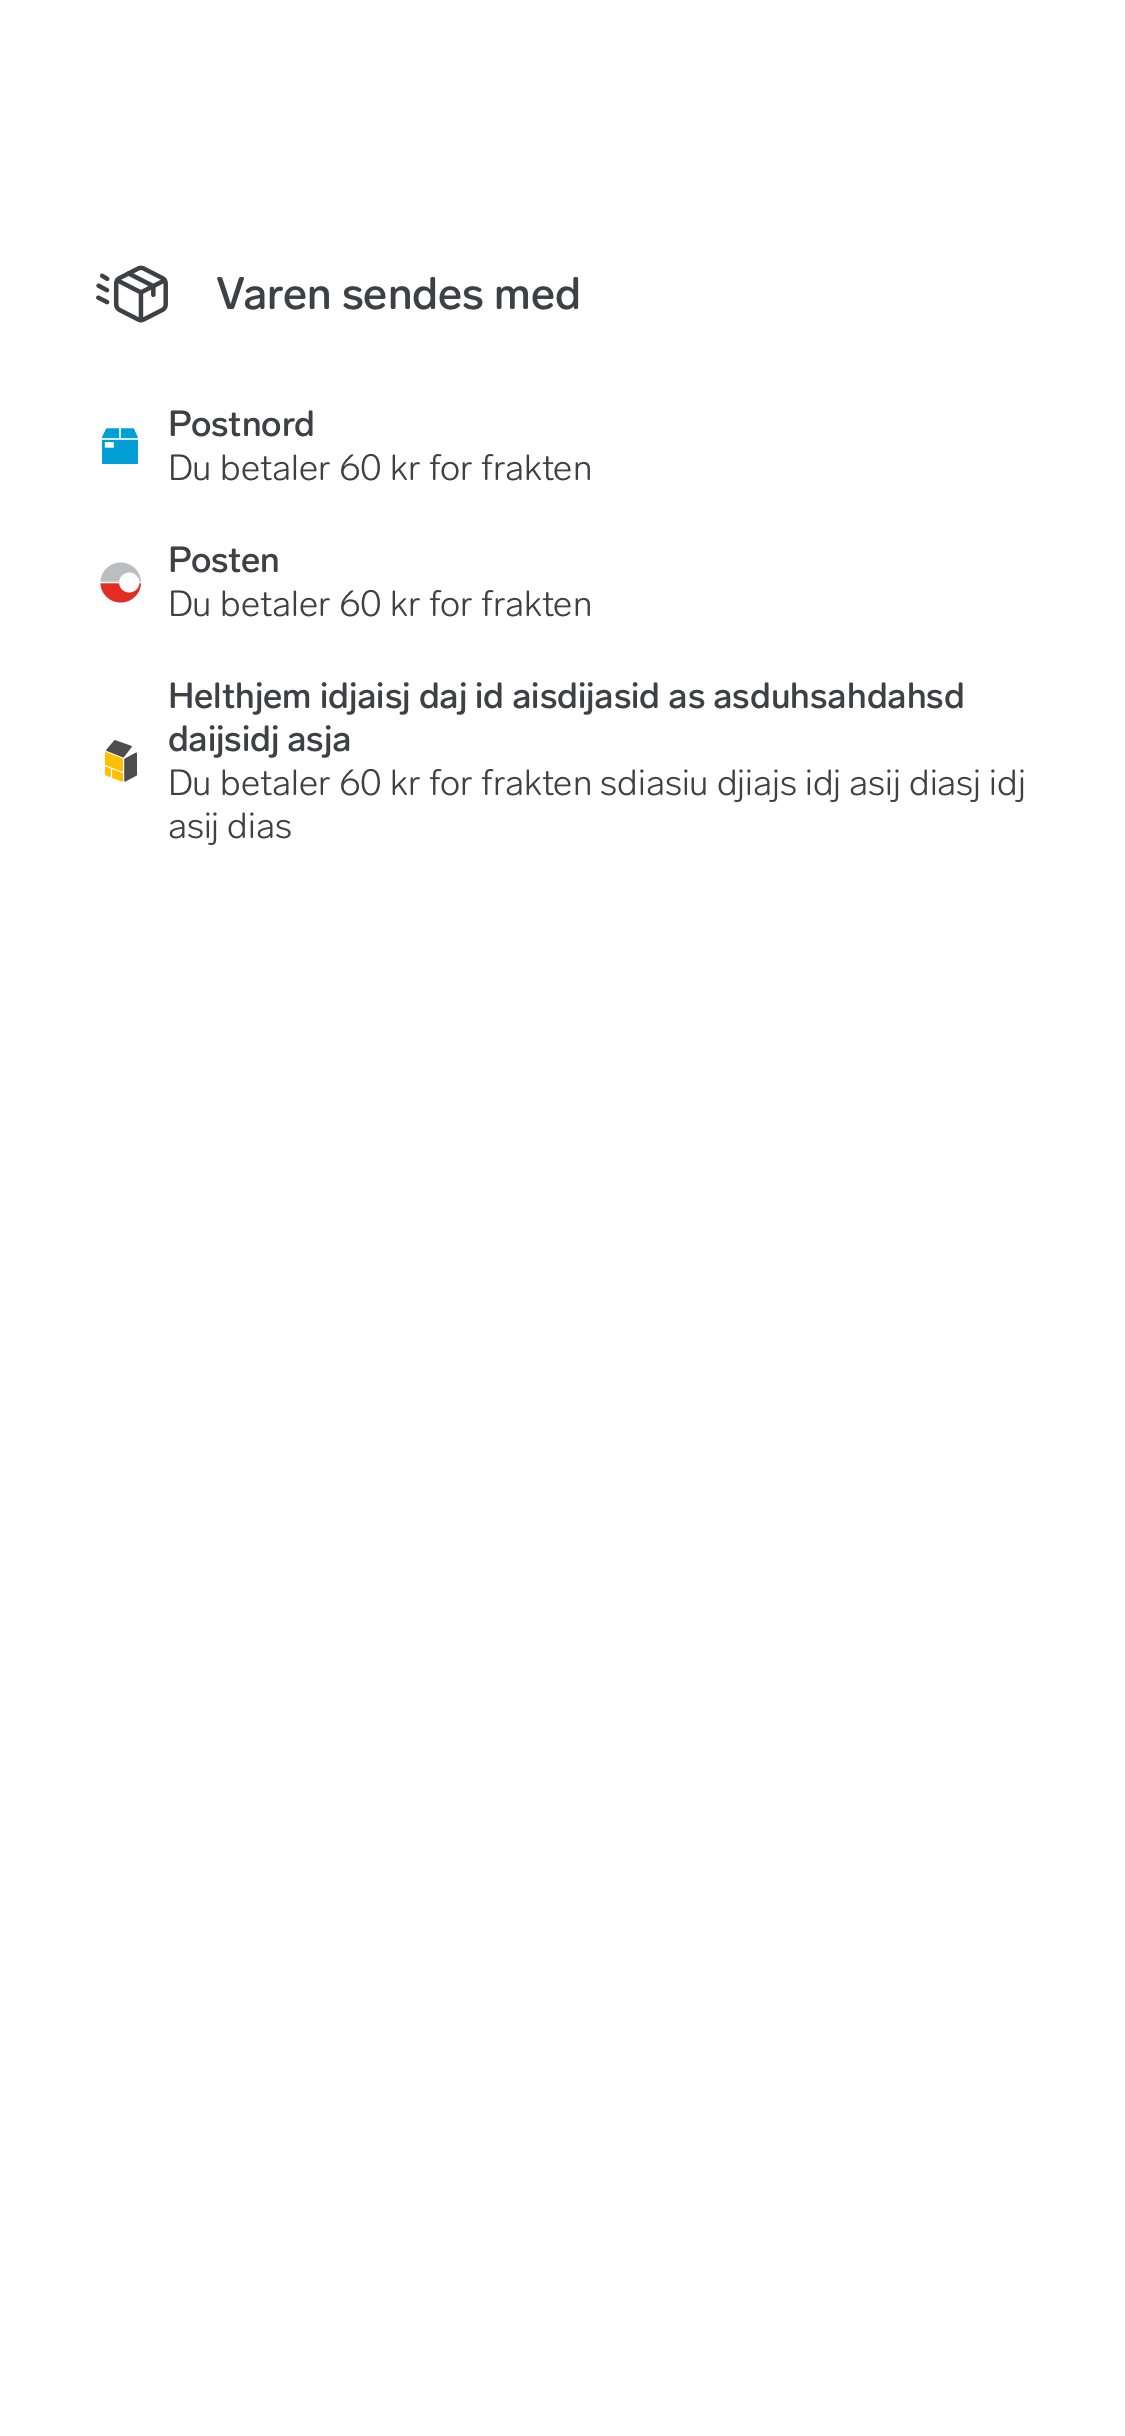 Varen sendes med
Postnord
Du betaler 60 kr for frakten
Posten
Du betaler 60 kr for frakten
Helthjem idjaisj daj id aisdijasid as asduhsahdahsd
daijsidj asja
Du betaler 60 kr for frakten sdiasiu djiajs idj asij diasj idj
asij dias